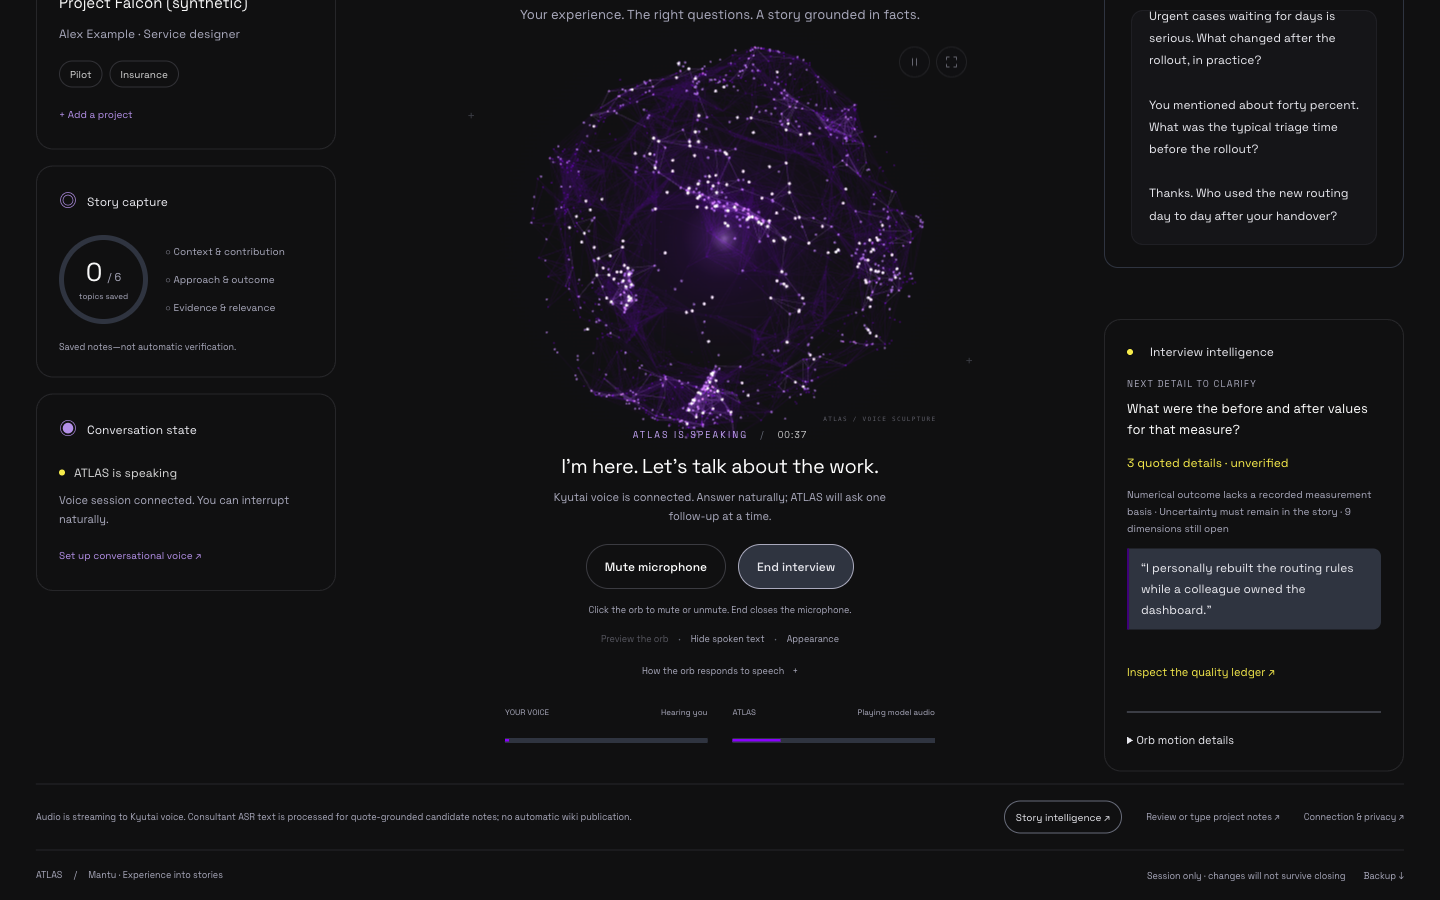 Project Falcon (synthetic)
Alex Example · Service designer
Pilot
Insurance
+ Add a project
Story capture
0 / 6
topics saved
○ Context & contribution
○ Approach & outcome
○ Evidence & relevance
Saved notes—not automatic verification.
Conversation state
ATLAS is speaking
Voice session connected. You can interrupt
naturally.
Set up conversational voice ↗
Your experience. The right questions. A story grounded in facts.
ATLAS / VOICE SCULPTURE
ATLAS IS SPEAKING / 00:37
I'm here. Let's talk about the work.
Kyutai voice is connected. Answer naturally; ATLAS will ask one
follow-up at a time.
Mute microphone
End interview
Click the orb to mute or unmute. End closes the microphone.
Preview the orb · Hide spoken text · Appearance
How the orb responds to speech +
YOUR VOICE Hearing you
ATLAS Playing model audio
Urgent cases waiting for days is
serious. What changed after the
rollout, in practice?
You mentioned about forty percent.
What was the typical triage time
before the rollout?
Thanks. Who used the new routing
day to day after your handover?
Interview intelligence
NEXT DETAIL TO CLARIFY
What were the before and after values
for that measure?
3 quoted details · unverified
Numerical outcome lacks a recorded measurement
basis · Uncertainty must remain in the story · 9
dimensions still open
“I personally rebuilt the routing rules
while a colleague owned the
dashboard.”
Inspect the quality ledger ↗
▶ Orb motion details
Audio is streaming to Kyutai voice. Consultant ASR text is processed for quote-grounded candidate notes; no automatic wiki publication.
Story intelligence ↗
Review or type project notes ↗
Connection & privacy ↗
ATLAS / Mantu · Experience into stories
Session only · changes will not survive closing
Backup ↓